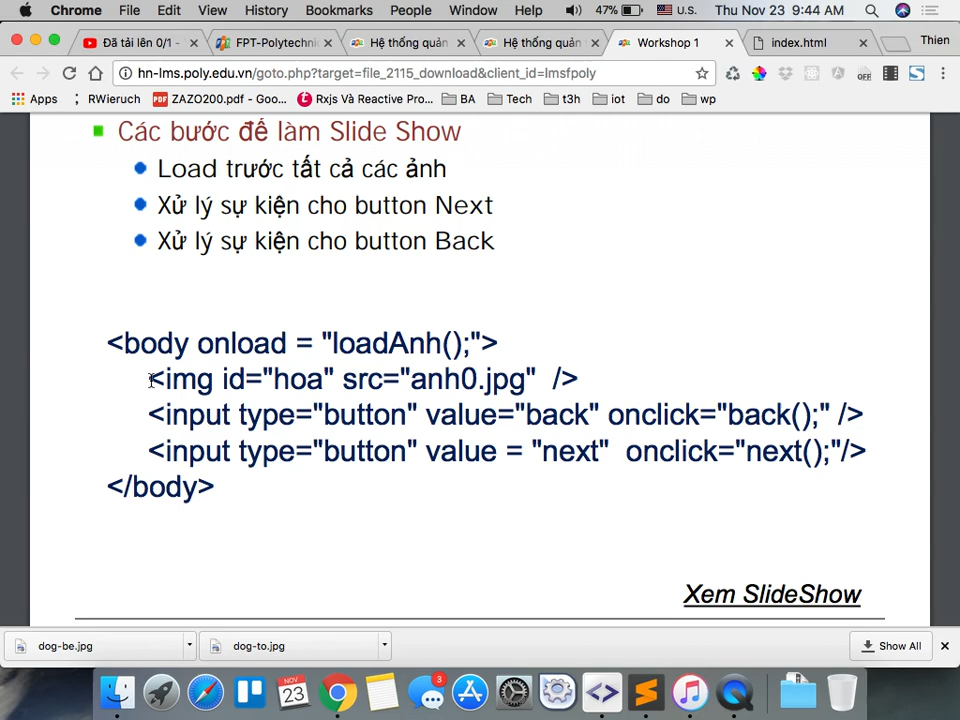 Chrome File Edit View History Bookmarks People Window Help 47% U.S. Thu Nov 23 9:44 AM
Đã tải lên 0/1 - FPT-Polytechnic Hệ thống quản Hệ thống quản Workshop 1 index.html Thien
hn-lms.poly.edu.vn/goto.php?target=file_2115_download&client_id=lmsfpoly
Apps RWieruch ZAZO200.pdf - Goo... Rxjs Và Reactive Pro... BA Tech t3h iot do wp
Các bước để làm Slide Show
Load trước tất cả các ảnh
Xử lý sự kiện cho button Next
Xử lý sự kiện cho button Back
<body onload = "loadAnh();">
<img id="hoa" src="anh0.jpg" />
<input type="button" value="back" onclick="back();" />
<input type="button" value = "next" onclick="next();"/>
</body>
Xem SlideShow
dog-be.jpg dog-to.jpg Show All
NOV
23
3